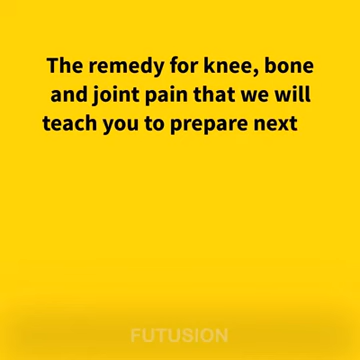 The remedy for knee, bone
and joint pain that we will
teach you to prepare next
FUTUSION